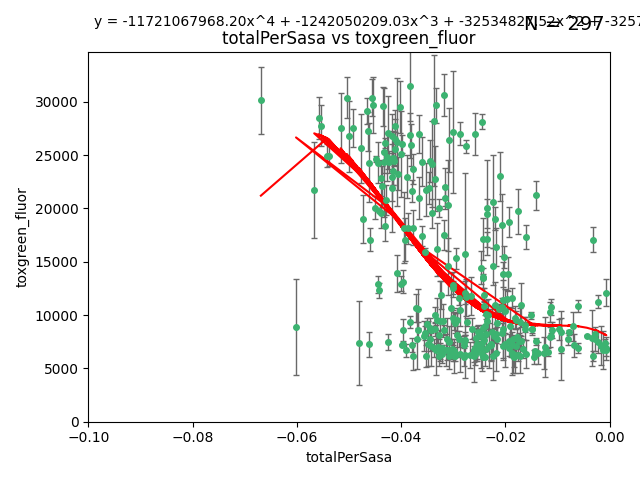 y = -11721067968.20x^4 + -1242050209.03x^3 +
N = 297
totalPerSasa vs toxgreen_fluor
30000
25000
20000
15000
10000
5000
0
toxgreen_fluor
−0.10 −0.08 −0.06 −0.04 −0.02 0.00
totalPerSasa